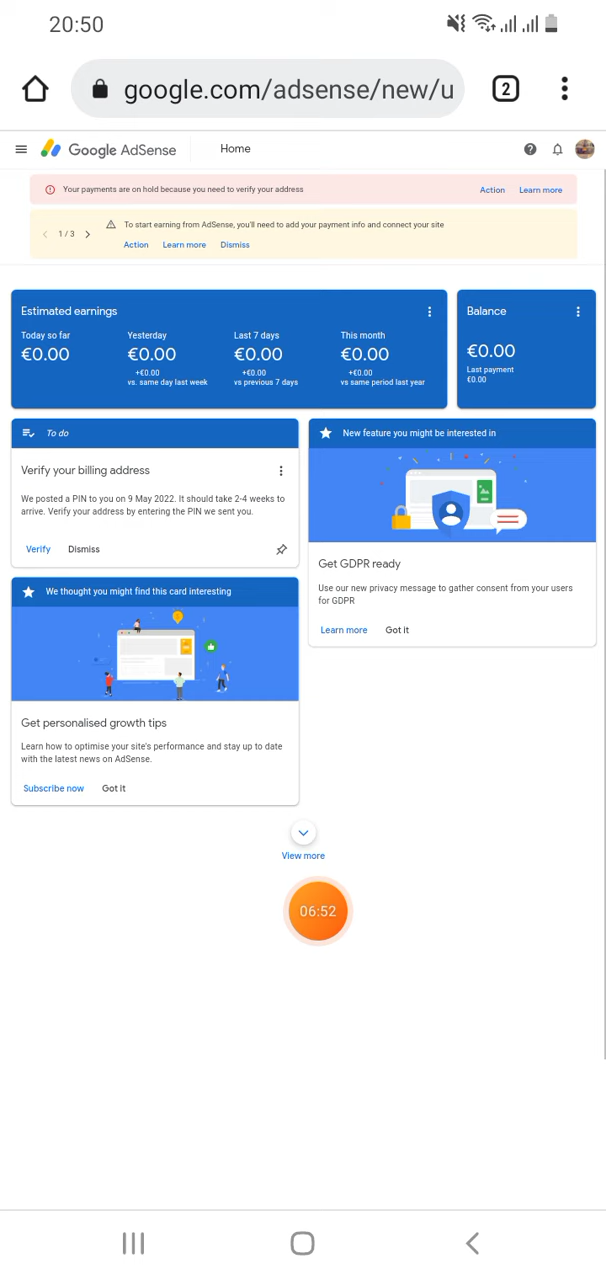 20:50
google.com/adsense/new/u
2
Google AdSense
Home
Your payments are on hold because you need to verify your address
Action
Learn more
1 / 3
To start earning from AdSense, you'll need to add your payment info and connect your site
Action
Learn more
Dismiss
Estimated earnings
Today so far
€0.00
Yesterday
€0.00
+€0.00
vs. same day last week
Last 7 days
€0.00
+€0.00
vs previous 7 days
This month
€0.00
+€0.00
vs same period last year
Balance
€0.00
Last payment
€0.00
To do
Verify your billing address
We posted a PIN to you on 9 May 2022. It should take 2-4 weeks to
arrive. Verify your address by entering the PIN we sent you.
Verify
Dismiss
New feature you might be interested in
Get GDPR ready
Use our new privacy message to gather consent from your users
for GDPR
Learn more
Got it
We thought you might find this card interesting
Get personalised growth tips
Learn how to optimise your site's performance and stay up to date
with the latest news on AdSense.
Subscribe now
Got it
View more
06:52